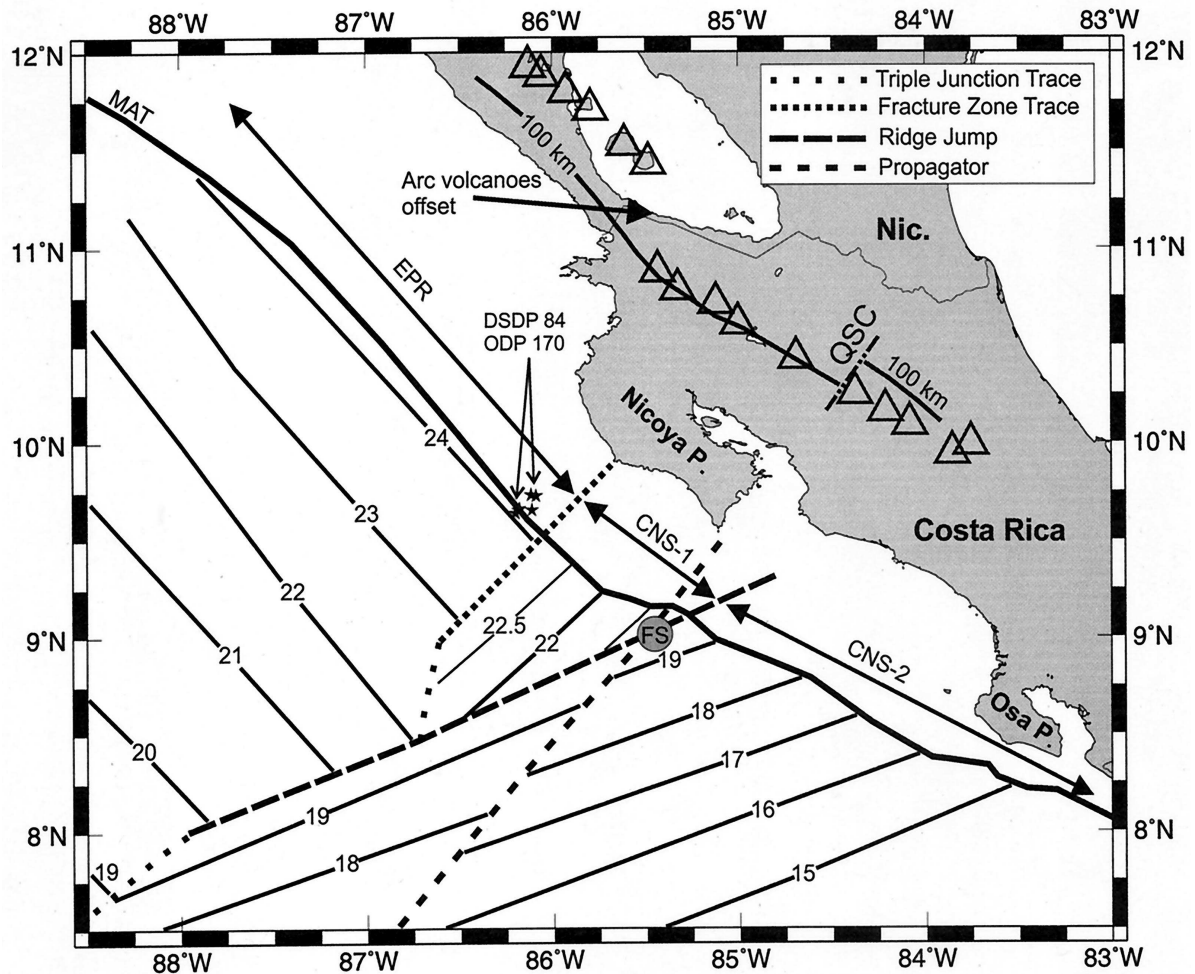 88°W 87°W 86°W 85°W 84°W 83°W
12°N 12°N
Triple Junction Trace
Fracture Zone Trace
Ridge Jump
Propagator
MAT
100 km
Arc volcanoes
offset
Nic.
11°N 11°N
EPR
DSDP 84
ODP 170
QSC
100 km
Nicoya P.
24
10°N 10°N
23
CNS-1
Costa Rica
22
22.5
22
FS
9°N 9°N
21
19
CNS-2
18
Osa P.
20
17
19
16
8°N 8°N
18
19
15
88°W 87°W 86°W 85°W 84°W 83°W